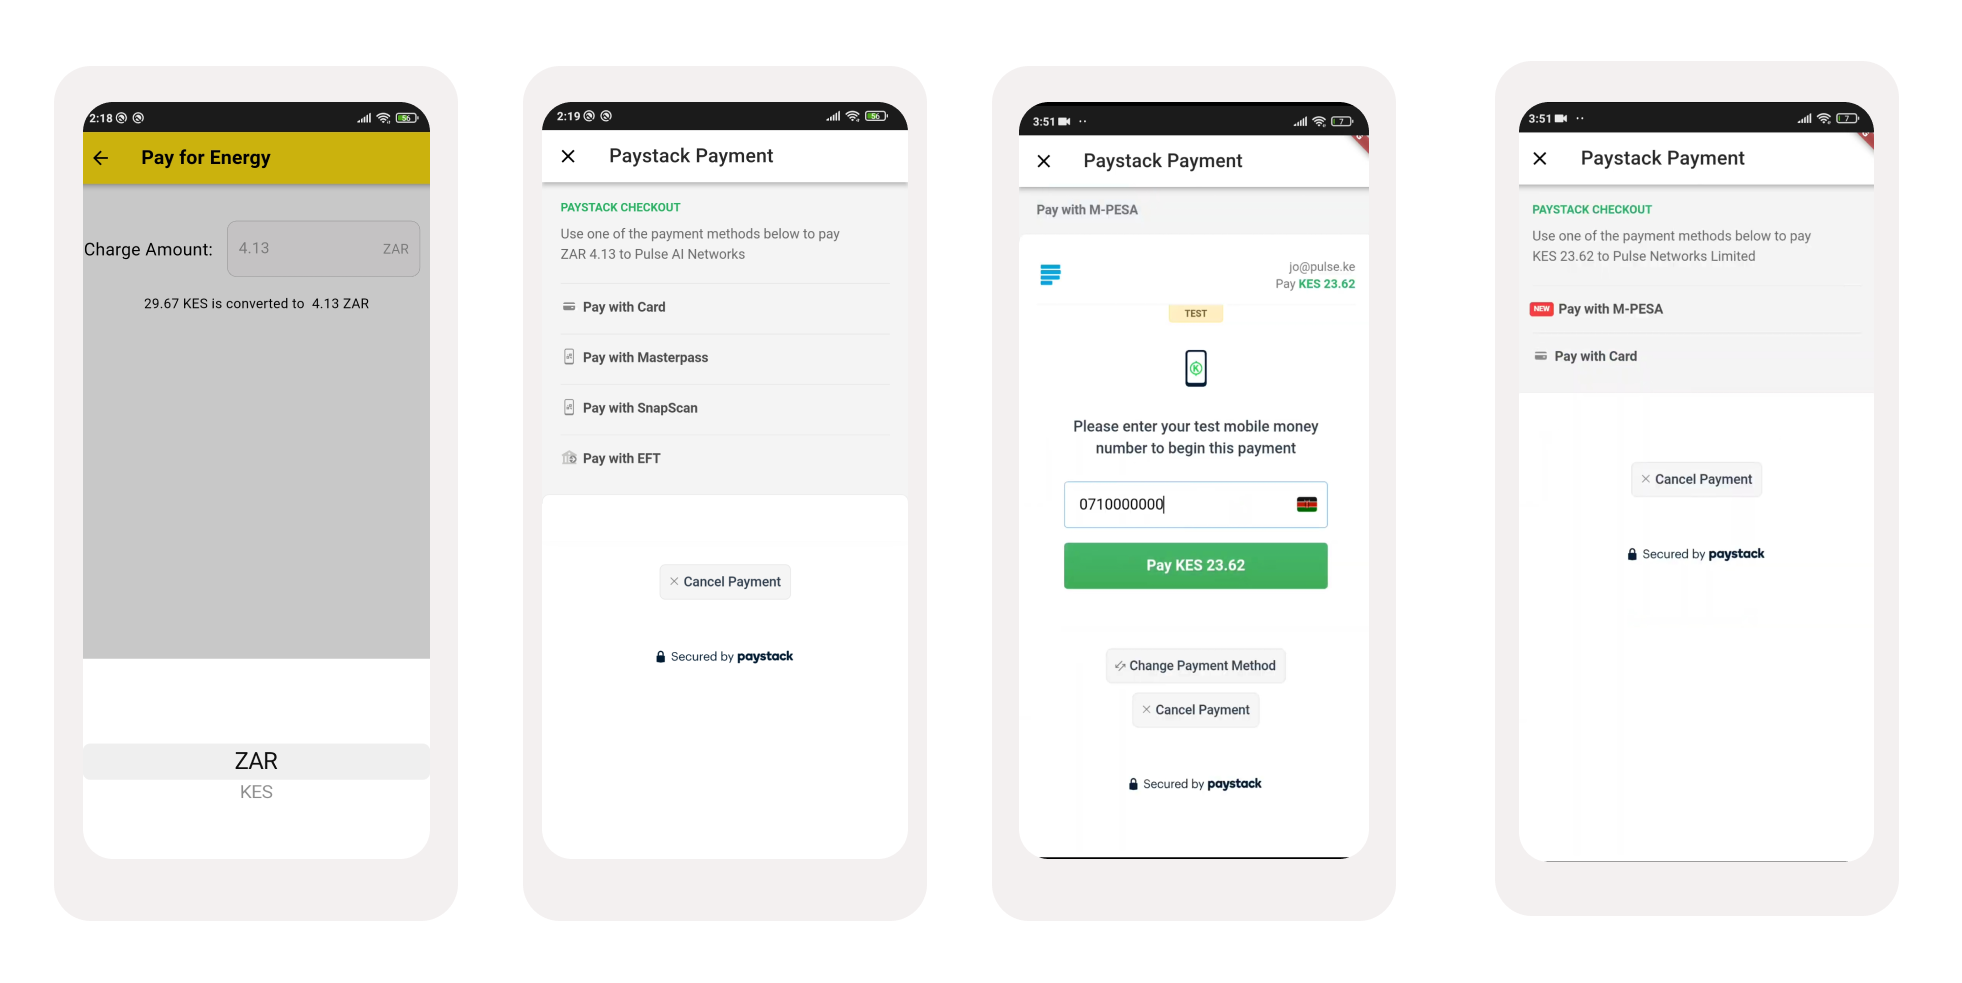 2:18
56
Pay for Energy
Charge Amount:
4.13
ZAR
29.67 KES is converted to 4.13 ZAR
ZAR
KES
2:19
56
Paystack Payment
PAYSTACK CHECKOUT
Use one of the payment methods below to pay
ZAR 4.13 to Pulse AI Networks
Pay with Card
Pay with Masterpass
Pay with SnapScan
Pay with EFT
Cancel Payment
Secured by paystack
3:51
7
Paystack Payment
Pay with M-PESA
jo@pulse.ke
Pay KES 23.62
TEST
Please enter your test mobile money
number to begin this payment
0710000000
Pay KES 23.62
Change Payment Method
Cancel Payment
Secured by paystack
3:51
7
Paystack Payment
PAYSTACK CHECKOUT
Use one of the payment methods below to pay
KES 23.62 to Pulse Networks Limited
NEW Pay with M-PESA
Pay with Card
Cancel Payment
Secured by paystack